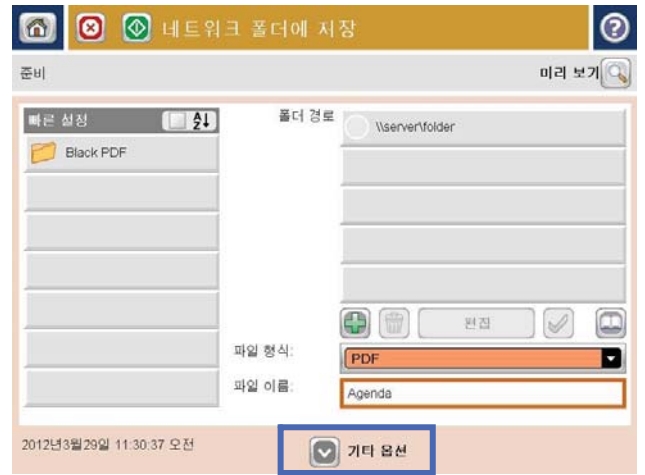 네트워크 폴더에 저장
준비
미리 보기
빠른 설정
폴더 경로
\\server\folder
Black PDF
편집
파일 형식:
PDF
파일 이름:
Agenda
2012년3월29일 11:30:37 오전
기타 옵션